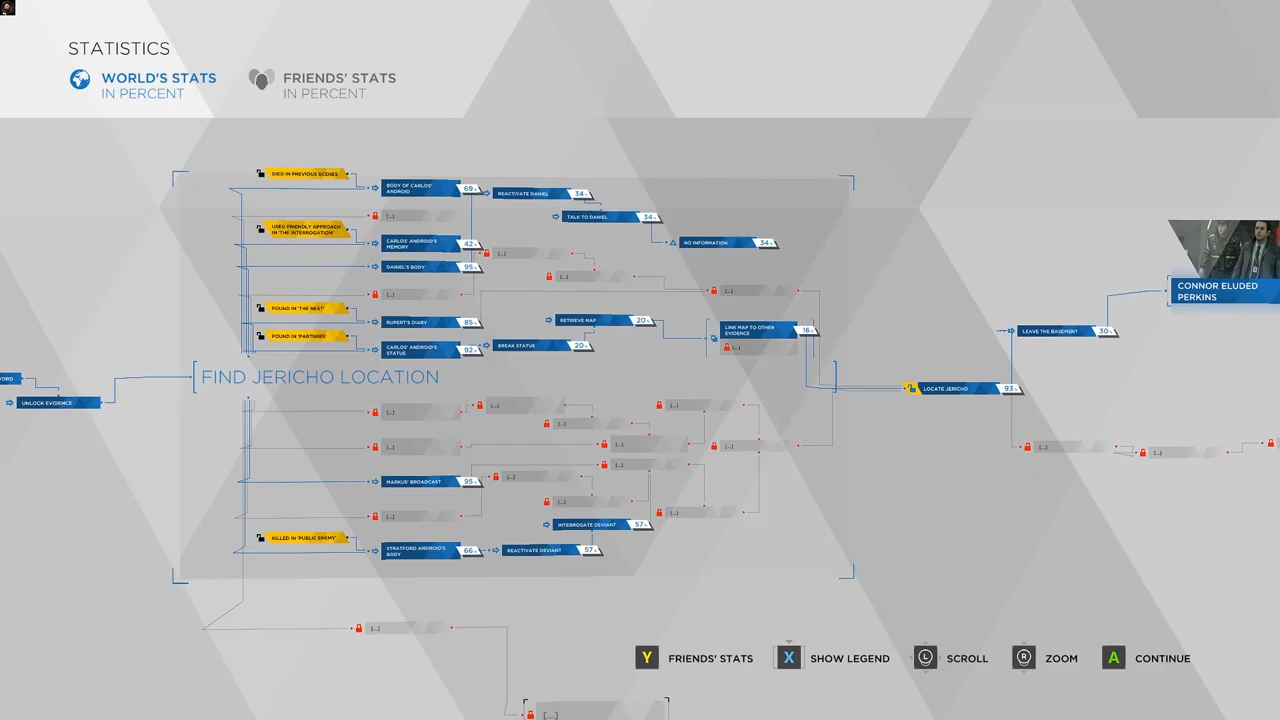 STATISTICS
WORLD'S STATS
IN PERCENT
FRIENDS' STATS
IN PERCENT
DIED IN PREVIOUS SCENES
BODY OF CARLOS'
ANDROID
69%
REACTIVATE DANIEL
34%
[...]
TALK TO DANIEL
34%
USED FRIENDLY APPROACH
IN 'THE INTERROGATION'
CARLOS' ANDROID'S
MEMORY
42%
NO INFORMATION
34%
[...]
DANIEL'S BODY
95%
[...]
[...]
[...]
FOUND IN 'THE NEST'
RUPERT'S DIARY
85%
RETRIEVE MAP
20%
LINK MAP TO OTHER
EVIDENCE
16%
[...]
FOUND IN 'PARTNERS'
CARLOS' ANDROID'S
STATUE
92%
BREAK STATUE
20%
CONNOR ELUDED
PERKINS
LEAVE THE BASEMENT
30%
FIND JERICHO LOCATION
LOCATE JERICHO
93%
ORD
UNLOCK EVIDENCE
[...]
[...]
[...]
[...]
[...]
[...]
[...]
[...]
[...]
[...]
[...]
MARKUS' BROADCAST
95%
[...]
[...]
[...]
INTERROGATE DEVIANT
57%
KILLED IN 'PUBLIC ENEMY'
STRATFORD ANDROID'S
BODY
66%
REACTIVATE DEVIANT
57%
[...]
Y FRIENDS' STATS
X SHOW LEGEND
L SCROLL
R ZOOM
A CONTINUE
[...]